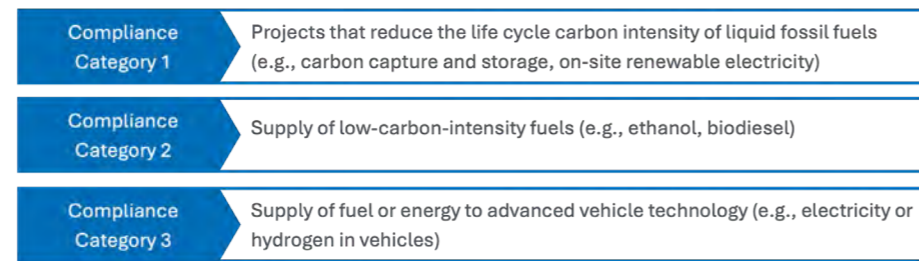 Compliance
Category 1
Projects that reduce the life cycle carbon intensity of liquid fossil fuels
(e.g., carbon capture and storage, on-site renewable electricity)
Compliance
Category 2
Supply of low-carbon-intensity fuels (e.g., ethanol, biodiesel)
Compliance
Category 3
Supply of fuel or energy to advanced vehicle technology (e.g., electricity or
hydrogen in vehicles)